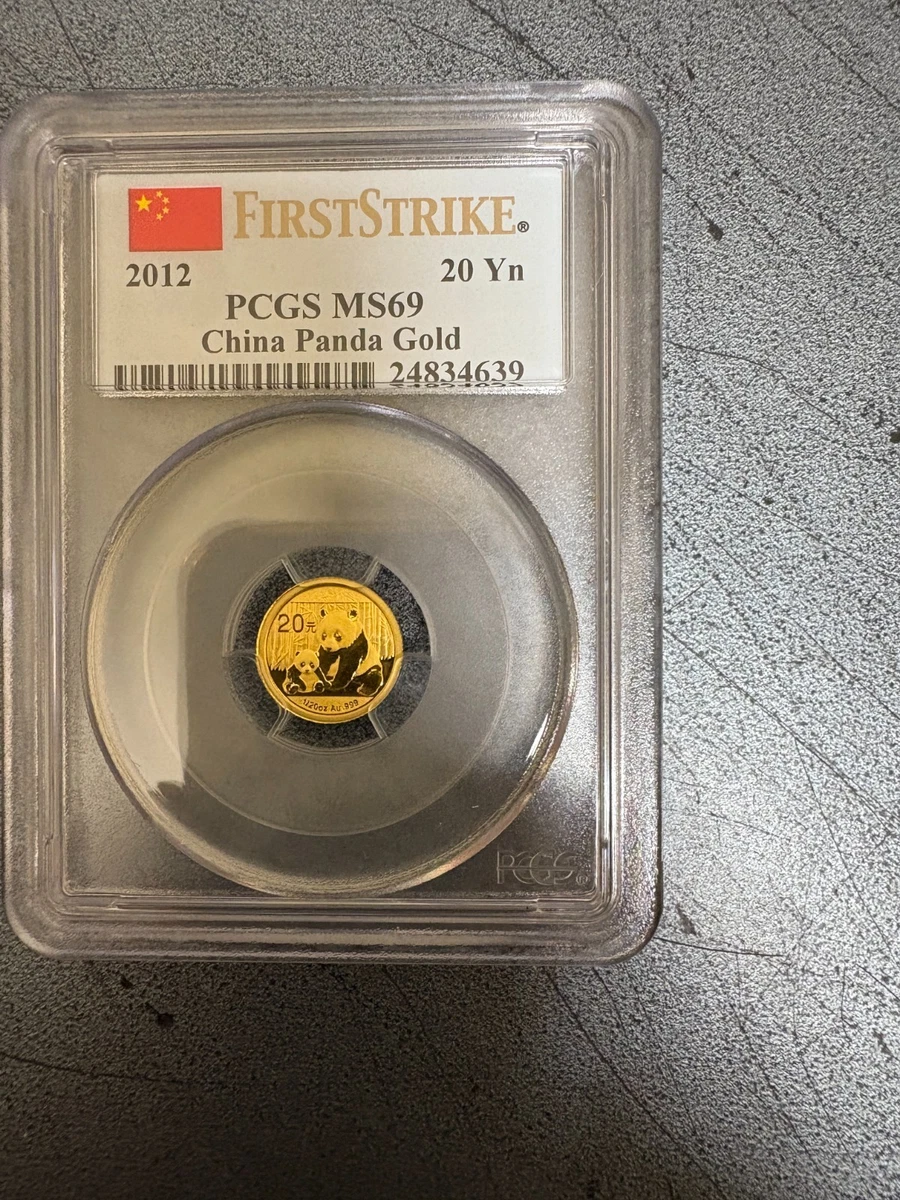 FIRSTSTRIKE®
2012 20 Yn
PCGS MS69
China Panda Gold
24834639
20元
1/20oz Au .999
PCGS®